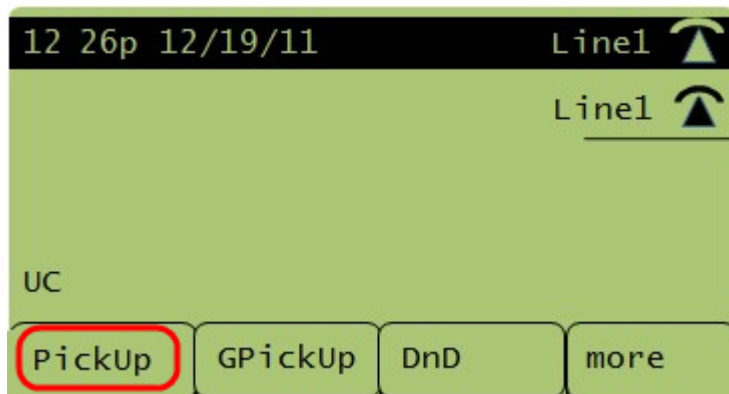 12 26p 12/19/11 Line1
Line1
UC
PickUp GPickUp DnD more